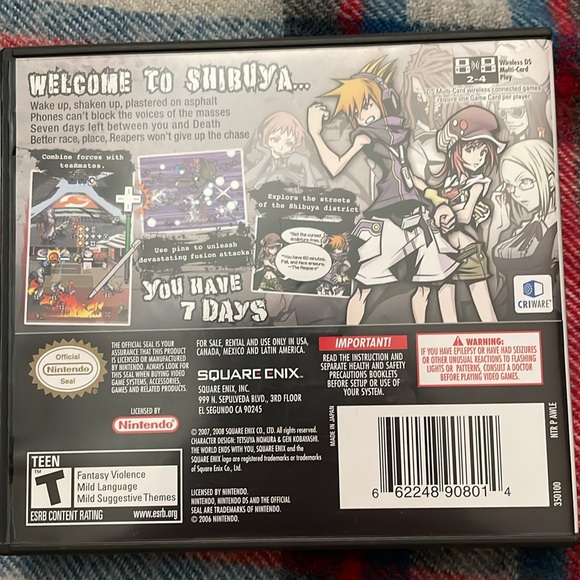 WELCOME TO SHIBUYA...
Wake up, shaken up, plastered on asphalt
Phones can't block the voices of the masses
Seven days left between you and Death
Better race, place, Reapers won't give up the chase
2-4
Wireless DS
Multi-Card
Play
DS Multi-Card wireless connected games
require one Game Card per player
Combine forces with
teammates.
Use pins to unleash
devastating fusion attacks!
Explore the streets
of the Shibuya district
"You have 60 minutes.
Fail, and face erasure.
-The Reapers"
YOU HAVE
7 DAYS
CRIWARE
Official
Nintendo
Seal
THE OFFICIAL SEAL IS YOUR
ASSURANCE THAT THIS PRODUCT
IS LICENSED OR MANUFACTURED
BY NINTENDO. ALWAYS LOOK FOR
THIS SEAL WHEN BUYING VIDEO
GAME SYSTEMS, ACCESSORIES,
GAMES AND RELATED PRODUCTS.
LICENSED BY
Nintendo
FOR SALE, RENTAL AND USE ONLY IN USA,
CANADA, MEXICO AND LATIN AMERICA.
SQUARE ENIX
SQUARE ENIX, INC.
999 N. SEPULVEDA BLVD., 3RD FLOOR
EL SEGUNDO CA 90245
© 2007, 2008 SQUARE ENIX CO., LTD. All rights reserved.
CHARACTER DESIGN: TETSUYA NOMURA & GEN KOBAYASHI.
THE WORLD ENDS WITH YOU, SQUARE ENIX and the
SQUARE ENIX logo are registered trademarks or trademarks
of Square Enix Co., Ltd.
LICENSED BY NINTENDO.
NINTENDO, NINTENDO DS AND THE OFFICIAL
SEAL ARE TRADEMARKS OF NINTENDO.
© 2006 NINTENDO.
IMPORTANT!
READ THE INSTRUCTION AND
SEPARATE HEALTH AND SAFETY
PRECAUTIONS BOOKLETS
BEFORE SETUP OR USE OF
YOUR SYSTEM.
WARNING:
IF YOU HAVE EPILEPSY OR HAVE HAD SEIZURES
OR OTHER UNUSUAL REACTIONS TO FLASHING
LIGHTS OR PATTERNS, CONSULT A DOCTOR
BEFORE PLAYING VIDEO GAMES.
MADE IN JAPAN
6 62248 90801 4
NTR P AWLE
350100
TEEN
T
Fantasy Violence
Mild Language
Mild Suggestive Themes
ESRB CONTENT RATING www.esrb.org